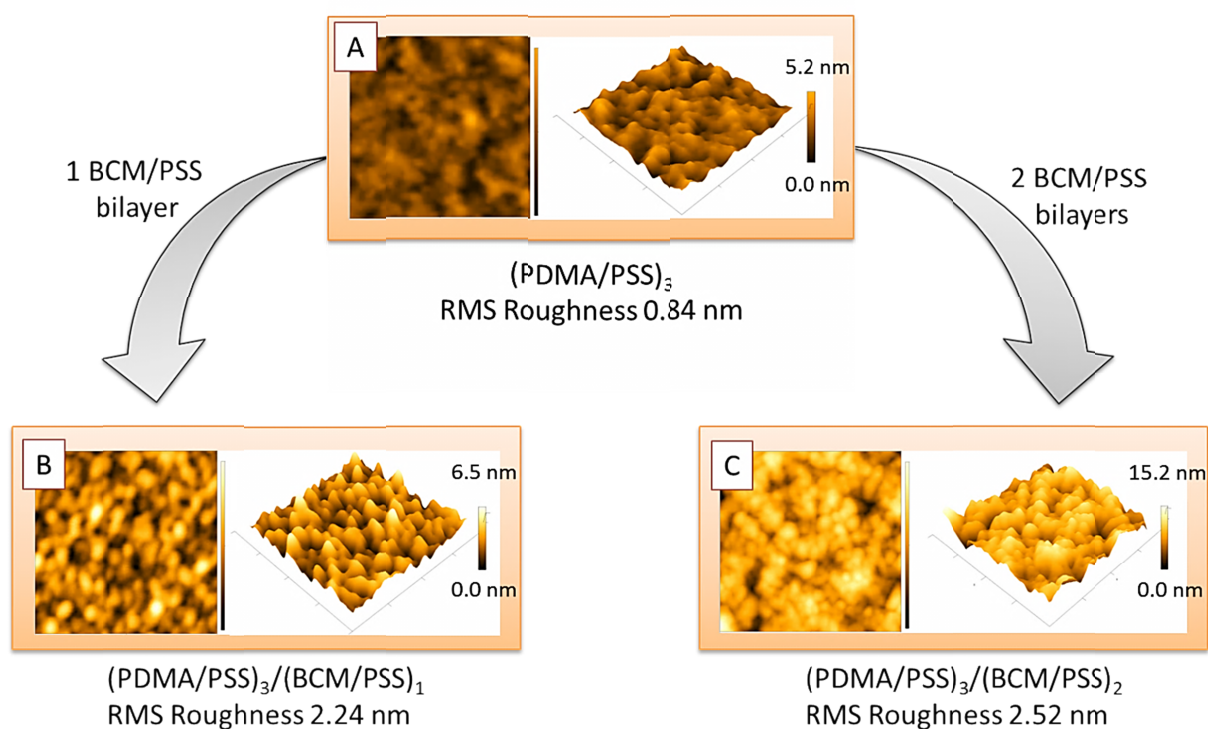 A
5.2 nm
0.0 nm
1 BCM/PSS
bilayer
2 BCM/PSS
bilayers
(PDMA/PSS)₃
RMS Roughness 0.84 nm
B
6.5 nm
0.0 nm
(PDMA/PSS)₃/(BCM/PSS)₁
RMS Roughness 2.24 nm
C
15.2 nm
0.0 nm
(PDMA/PSS)₃/(BCM/PSS)₂
RMS Roughness 2.52 nm